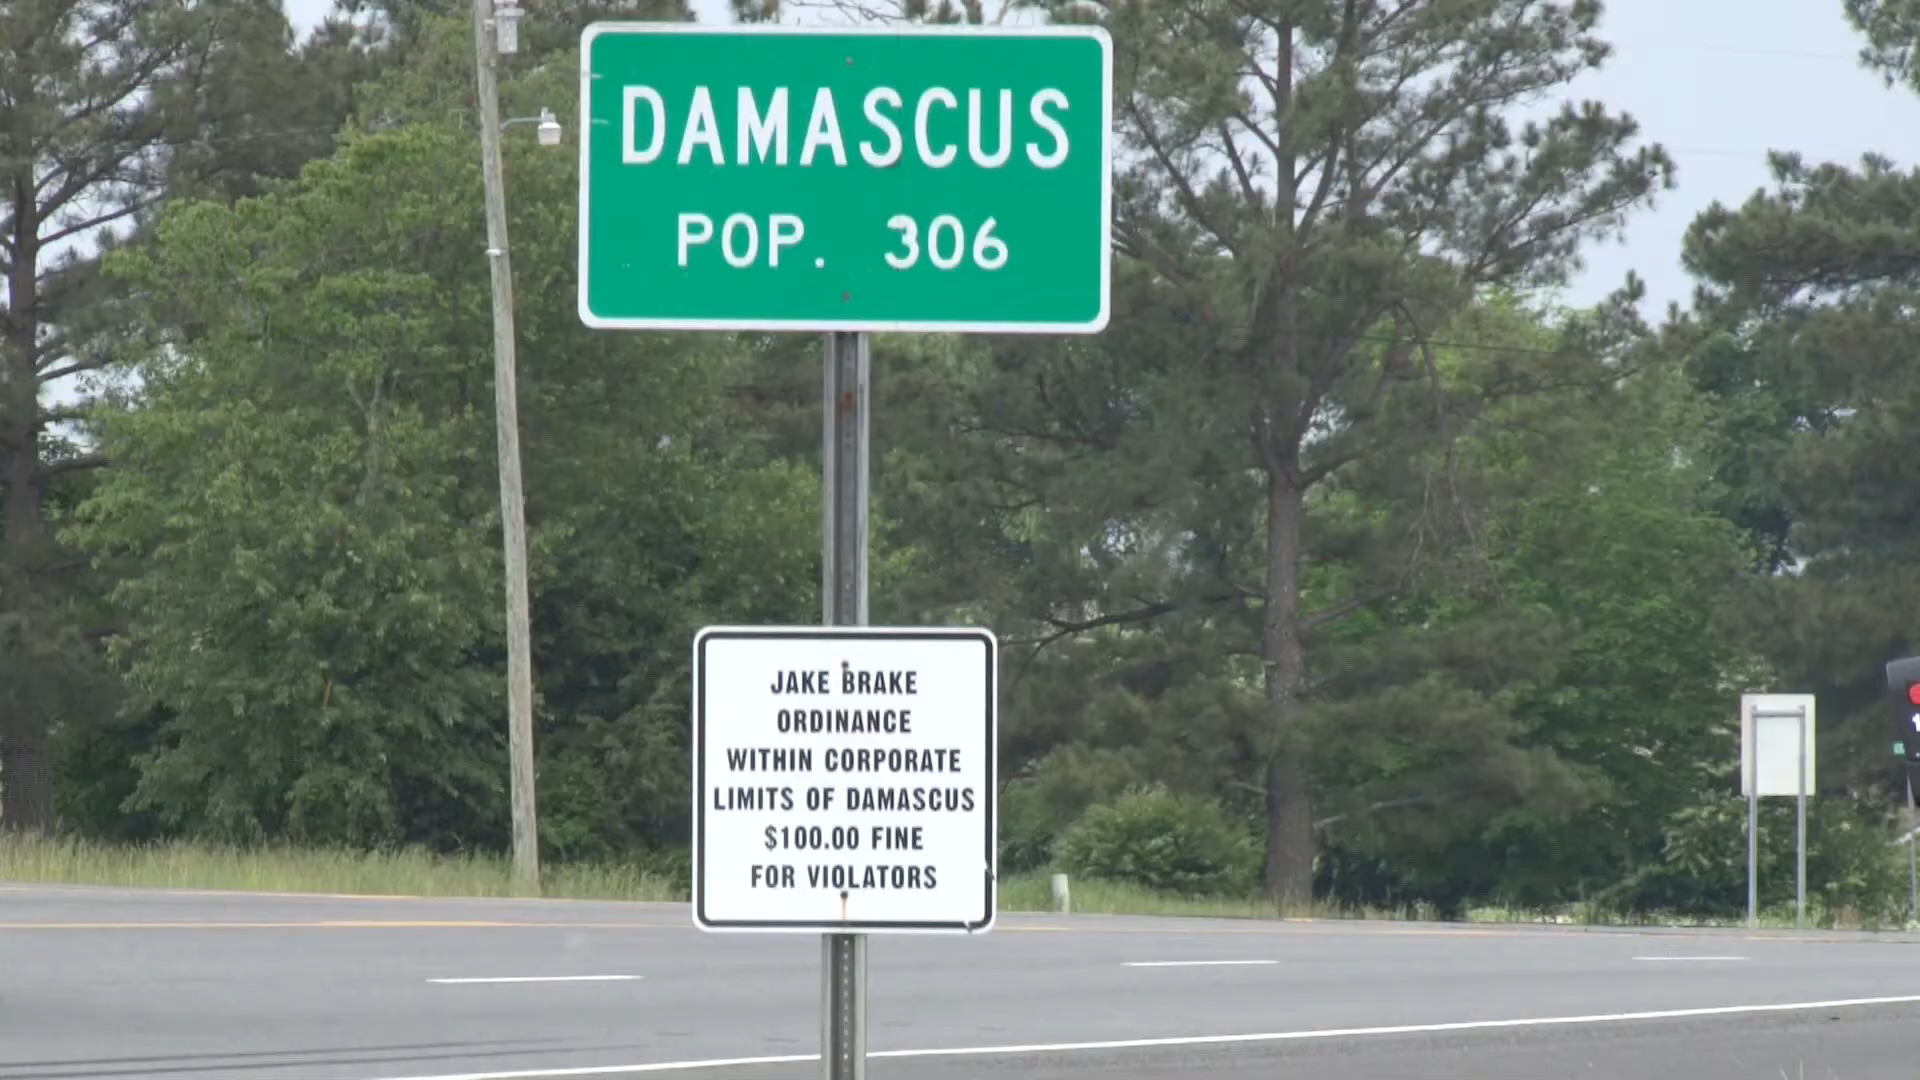 DAMASCUS
POP. 306
JAKE BRAKE
ORDINANCE
WITHIN CORPORATE
LIMITS OF DAMASCUS
$100.00 FINE
FOR VIOLATORS